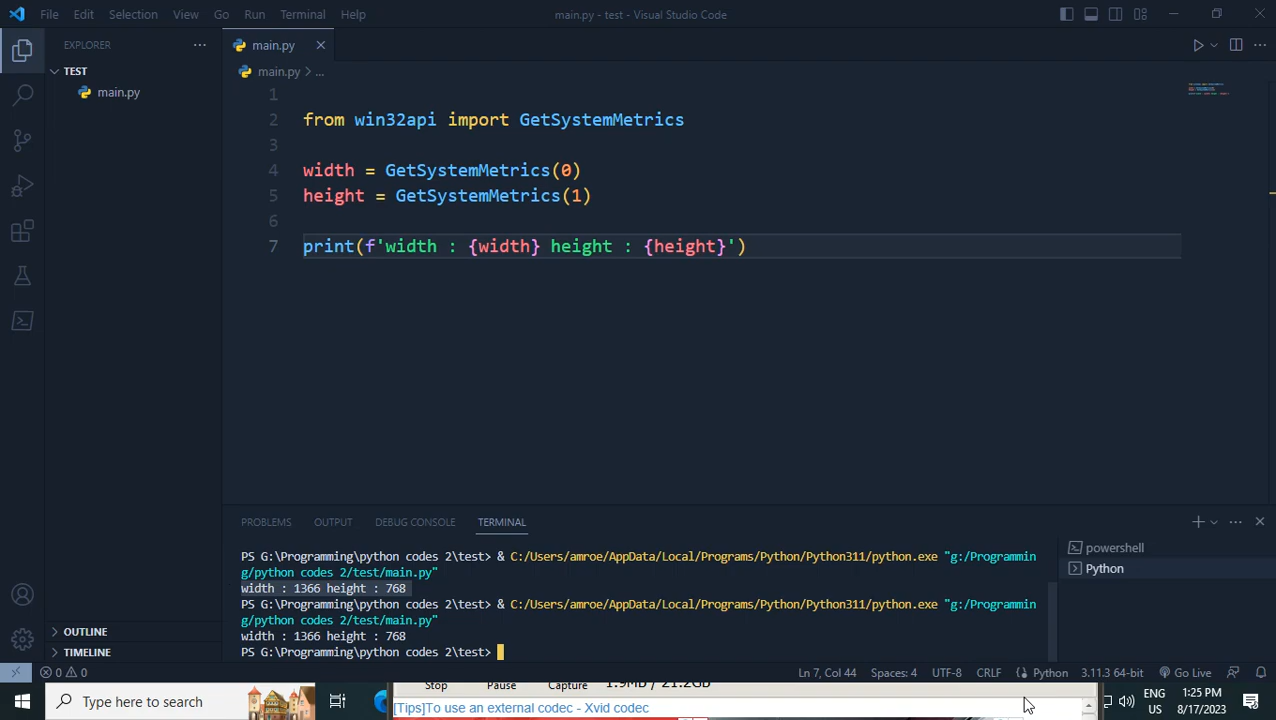 File Edit Selection View Go Run Terminal Help main.py - test - Visual Studio Code
EXPLORER
main.py
TEST
main.py > ...
main.py
1
2 from win32api import GetSystemMetrics
3
4 width = GetSystemMetrics(0)
5 height = GetSystemMetrics(1)
6
7 print(f'width : {width} height : {height}')
PROBLEMS OUTPUT DEBUG CONSOLE TERMINAL
PS G:\Programming\python codes 2\test> & C:/Users/amroe/AppData/Local/Programs/Python/Python311/python.exe "g:/Programmin
g/python codes 2/test/main.py"
width : 1366 height : 768
PS G:\Programming\python codes 2\test> & C:/Users/amroe/AppData/Local/Programs/Python/Python311/python.exe "g:/Programmin
g/python codes 2/test/main.py"
width : 1366 height : 768
PS G:\Programming\python codes 2\test>
powershell
Python
OUTLINE
TIMELINE
0 0 Ln 7, Col 44 Spaces: 4 UTF-8 CRLF Python 3.11.3 64-bit Go Live
Type here to search
Stop Pause Capture 1.9MB / 21.2GB
[Tips]To use an external codec - Xvid codec
ENG
US
1:25 PM
8/17/2023